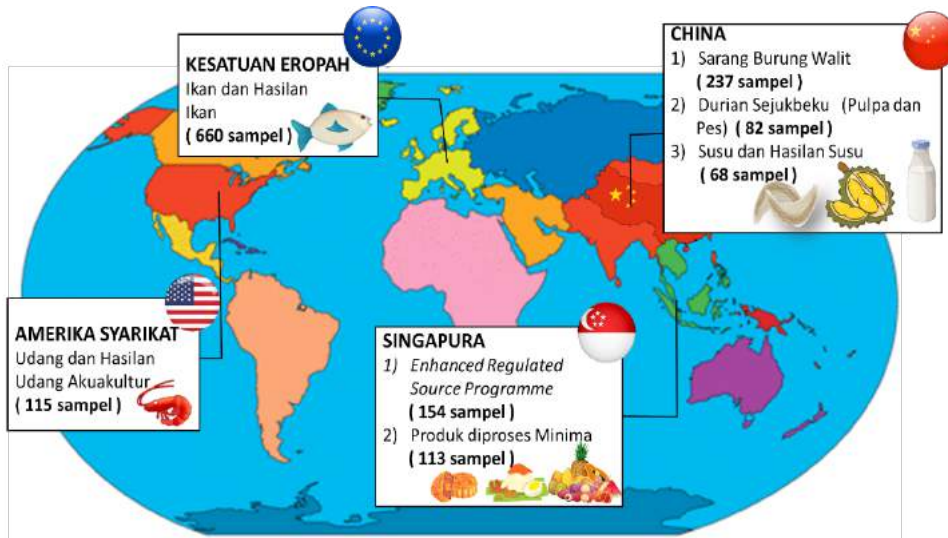 KESATUAN EROPAH
Ikan dan Hasilan
Ikan
( 660 sampel)
CHINA
1) Sarang Burung Walit
( 237 sampel)
2) Durian Sejukbeku (Pulpa dan
Pes) ( 82 sampel)
3) Susu dan Hasilan Susu
( 68 sampel)
AMERIKA SYARIKAT
Udang dan Hasilan
Udang Akuakultur
( 115 sampel)
SINGAPURA
1) Enhanced Regulated
Source Programme
( 154 sampel)
2) Produk diproses Minima
( 113 sampel)